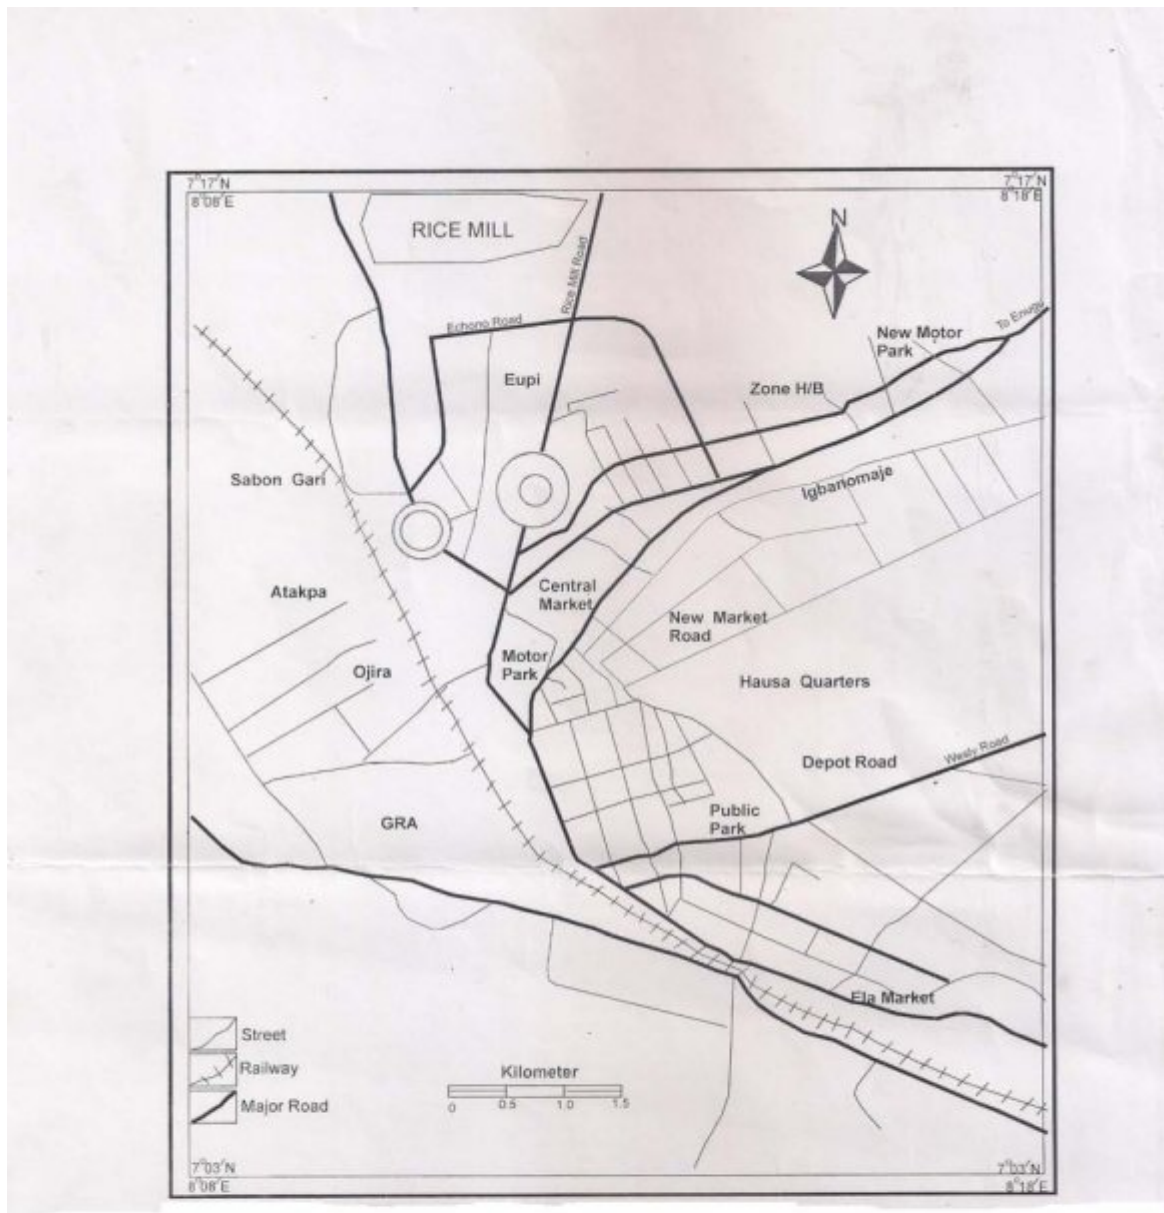 7°17'N
8°08'E
7°17'N
8°18'E
RICE MILL
N
Rice Mill Road
Echono Road
To Enugu
New Motor
Park
Eupi
Zone H/B
Sabon Gari
Igbanomaje
Atakpa
Central
Market
New Market
Road
Motor
Park
Ojira
Hausa Quarters
Depot Road
Wesly Road
Public
Park
GRA
Ela Market
Street
Railway
Major Road
Kilometer
0 0.5 1.0 1.5
7°03'N
8°08'E
7°03'N
8°18'E